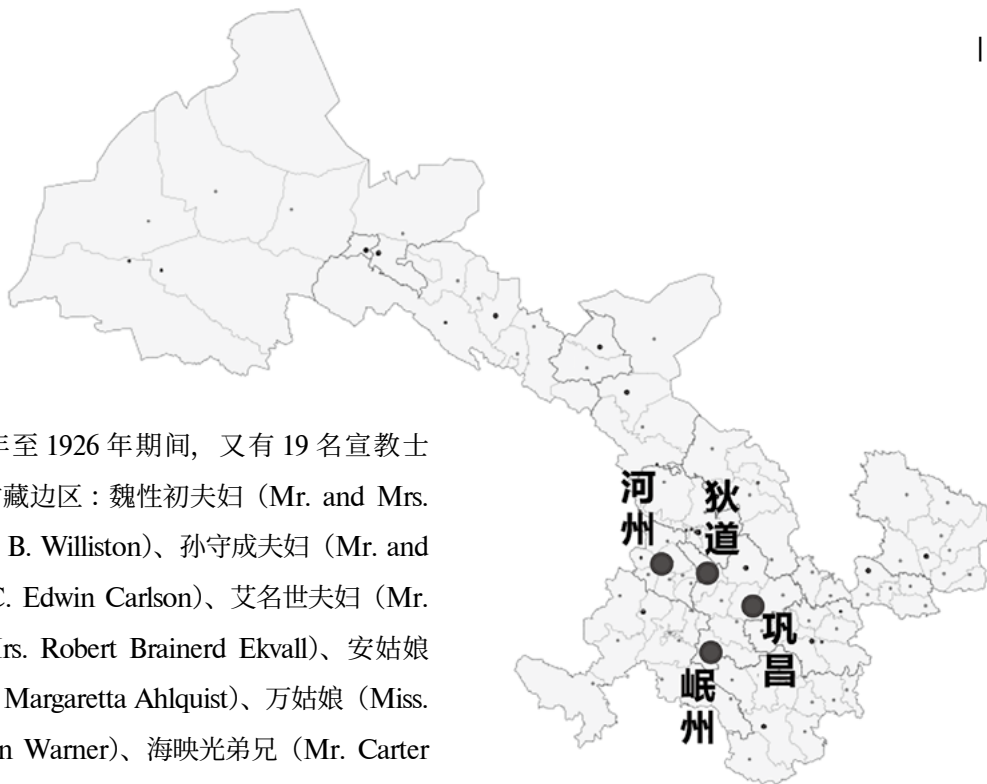 年至 1926 年期间，又有 19 名宣教士
藏边区：魏性初夫妇（Mr. and Mrs.
B. Williston）、孙守成夫妇（Mr. and
C. Edwin Carlson）、艾名世夫妇（Mr.
Mrs. Robert Brainerd Ekvall）、安姑娘
Margaretta Ahlquist）、万姑娘（Miss.
Warner）、海映光弟兄（Mr. Carter
河州
狄道
巩昌
岷州